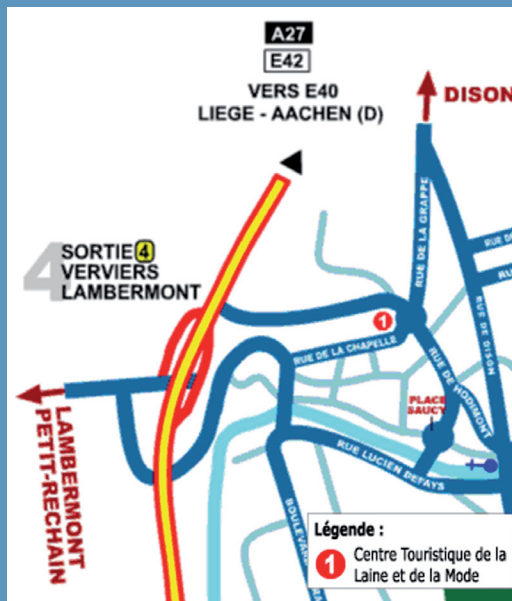 A27
E42
VERS E40
LIEGE - AACHEN (D)
DISON
4
SORTIE 4
VERVIERS
LAMBERMONT
RUE DE LA GRAPPE
RUE DE
RUE
RUE DE DISON
1
RUE DE LA CHAPELLE
RUE DE HODIMONT
PLACE
SAUCY
LAMBERMONT
PETIT-RECHAIN
RUE LUCIEN DEFAYS
BOULEVARD
Légende :
1 Centre Touristique de la
Laine et de la Mode